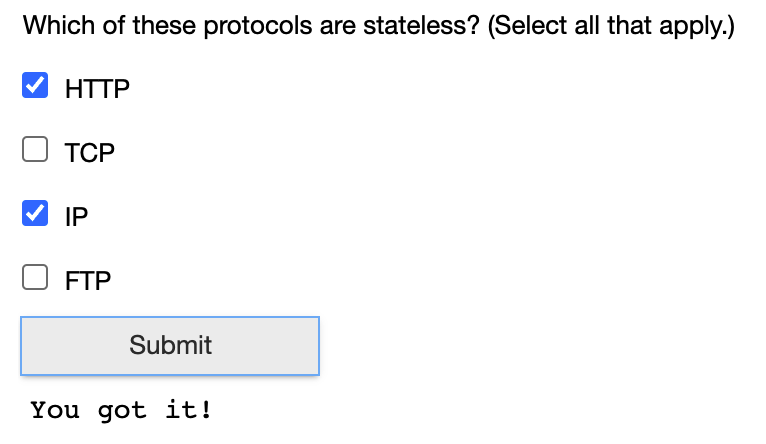 Which of these protocols are stateless? (Select all that apply.)
HTTP
TCP
IP
FTP
Submit
You got it!